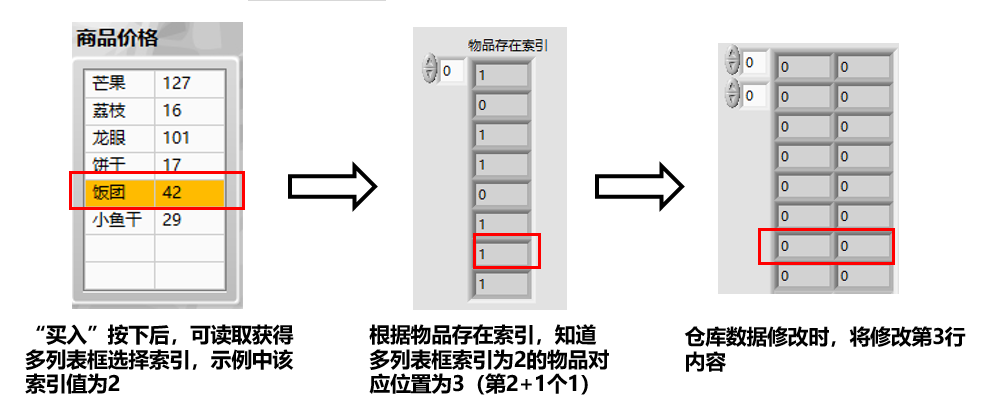 商品价格
芒果 127
荔枝 16
龙眼 101
饼干 17
饭团 42
小鱼干 29
物品存在索引
0
1
0
1
1
0
1
1
1
0
0
0 0
0 0
0 0
0 0
0 0
0 0
0 0
0 0
“买入”按下后，可读取获得
多列表框选择索引，示例中该
索引值为2
根据物品存在索引，知道
多列表框索引为2的物品对
应位置为3（第2+1个1）
仓库数据修改时，将修改第3行
内容